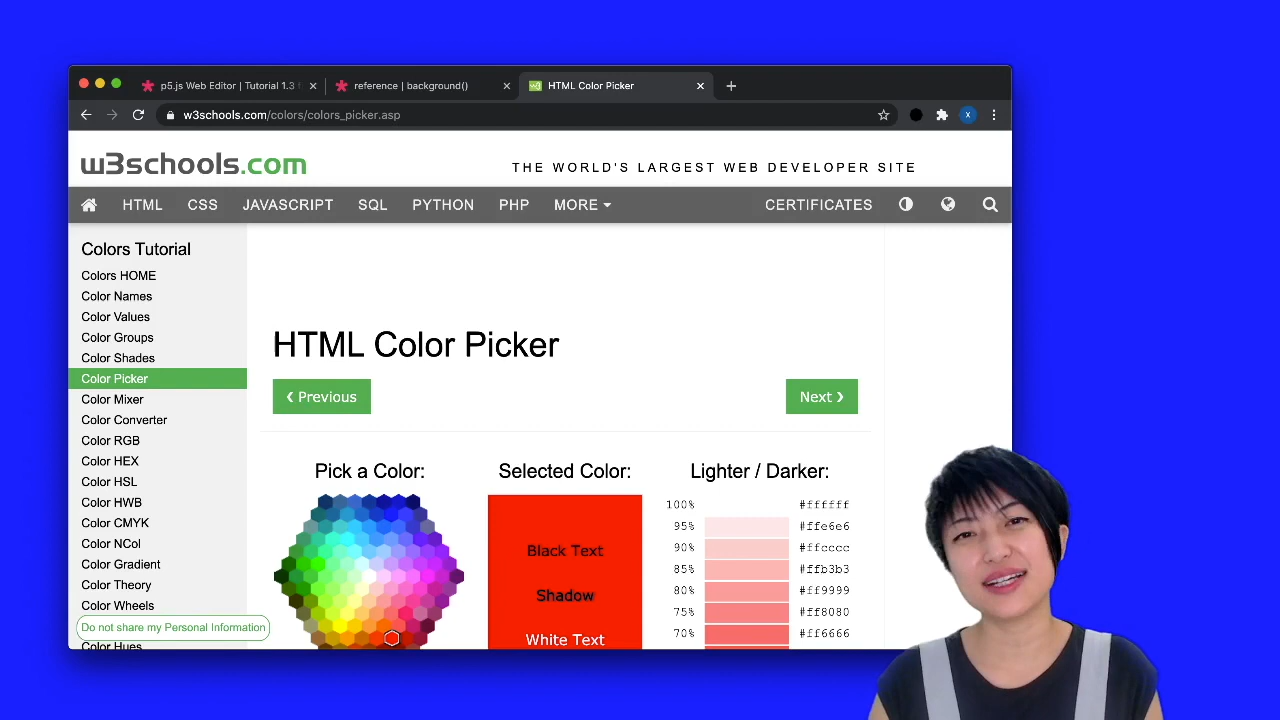 p5.js Web Editor | Tutorial 1.3
reference | background()
HTML Color Picker
w3schools.com/colors/colors_picker.asp
X
w3schools.com
THE WORLD'S LARGEST WEB DEVELOPER SITE
HTML CSS JAVASCRIPT SQL PYTHON PHP MORE CERTIFICATES
Colors Tutorial
Colors HOME
Color Names
Color Values
Color Groups
Color Shades
Color Picker
Color Mixer
Color Converter
Color RGB
Color HEX
Color HSL
Color HWB
Color CMYK
Color NCol
Color Gradient
Color Theory
Color Wheels
Do not share my Personal Information
Color Hues
HTML Color Picker
❮ Previous
Next ❯
Pick a Color:
Selected Color:
Black Text
Shadow
White Text
Lighter / Darker:
100% #ffffff
95% #ffe6e6
90% #ffcccc
85% #ffb3b3
80% #ff9999
75% #ff8080
70% #ff6666